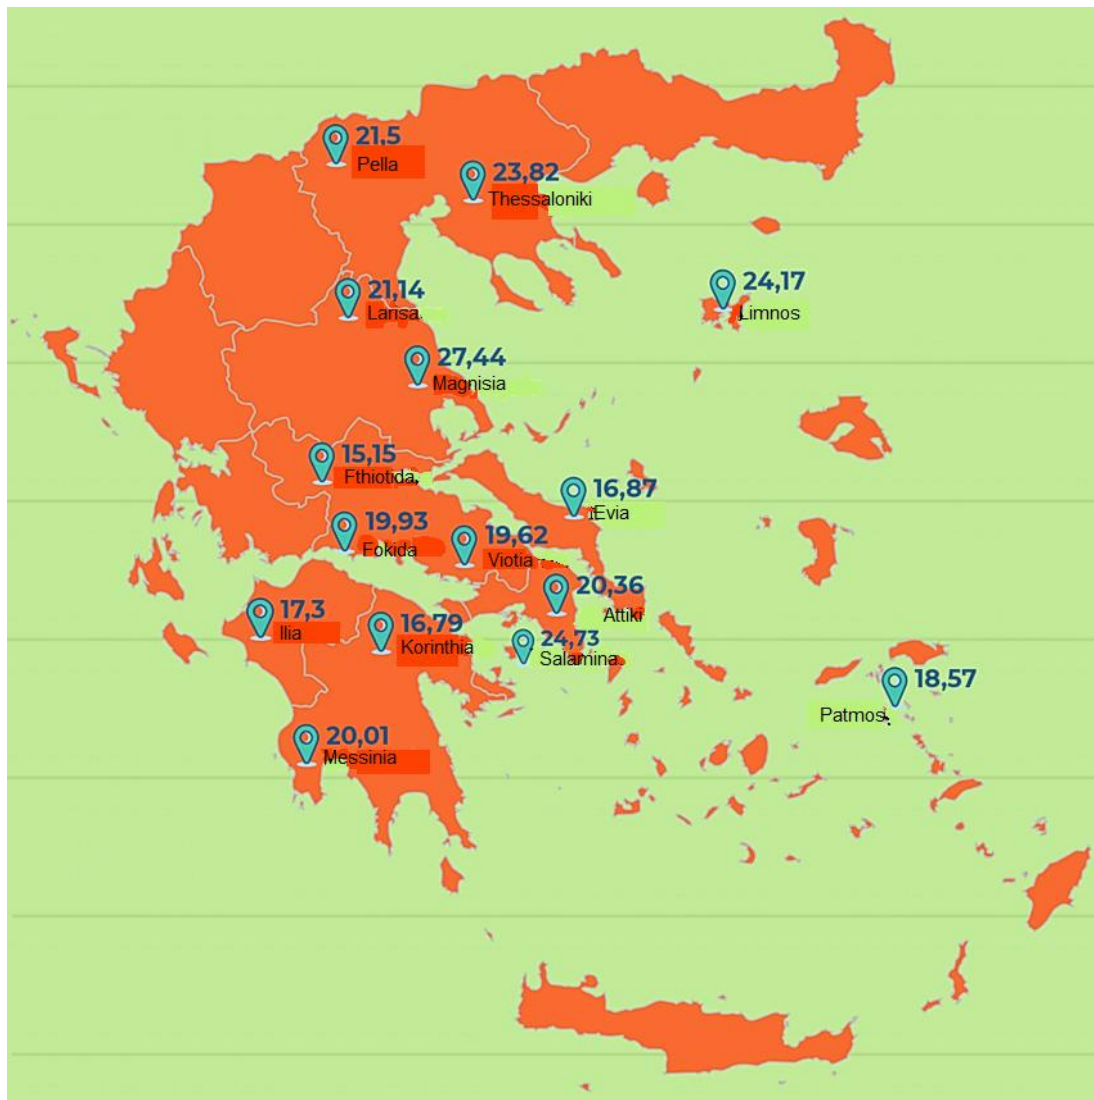 21,5
Pella
23,82
Thessaloniki
24,17
Limnos
21,14
Larisa
27,44
Magnisia
15,15
Fthiotida
16,87
Evia
19,93
Fokida
19,62
Viotia
20,36
Attiki
17,3
Ilia
16,79
Korinthia
24,73
Salamina
18,57
Patmos
20,01
Messinia